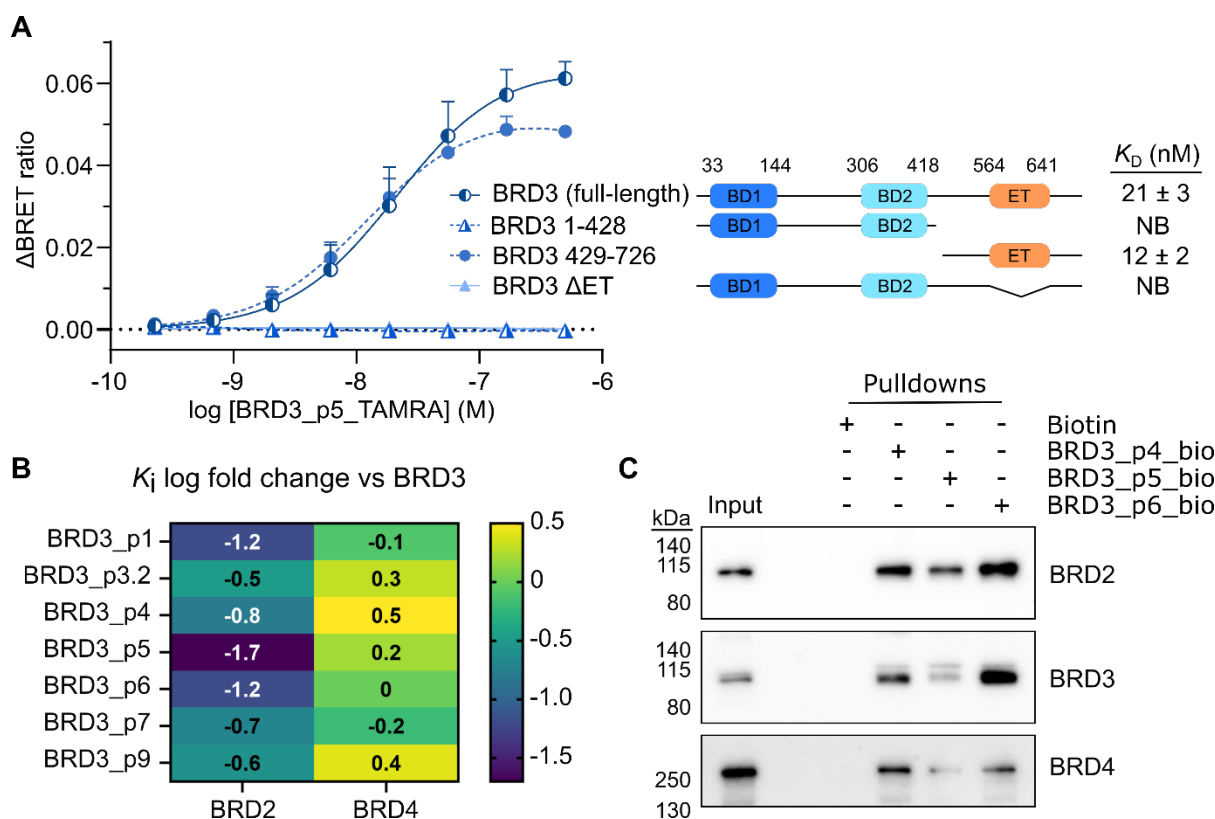 A
ΔBRET ratio
0.06
0.04
0.02
0.00
-10 -9 -8 -7 -6
log [BRD3_p5_TAMRA] (M)
BRD3 (full-length)
BRD3 1-428
BRD3 429-726
BRD3 ΔET
33 144 306 418 564 641
KD (nM)
BD1 BD2 ET 21 ± 3
BD1 BD2 NB
ET 12 ± 2
BD1 BD2 NB
B
Ki log fold change vs BRD3
BRD3_p1 -1.2 -0.1
BRD3_p3.2 -0.5 0.3
BRD3_p4 -0.8 0.5
BRD3_p5 -1.7 0.2
BRD3_p6 -1.2 0
BRD3_p7 -0.7 -0.2
BRD3_p9 -0.6 0.4
BRD2 BRD4
0.5
0
-0.5
-1.0
-1.5
C
Pulldowns
+ - - - Biotin
- + - - BRD3_p4_bio
- - + - BRD3_p5_bio
Input - - - + BRD3_p6_bio
kDa
140
115
80
BRD2
140
115
80
BRD3
250
130
BRD4